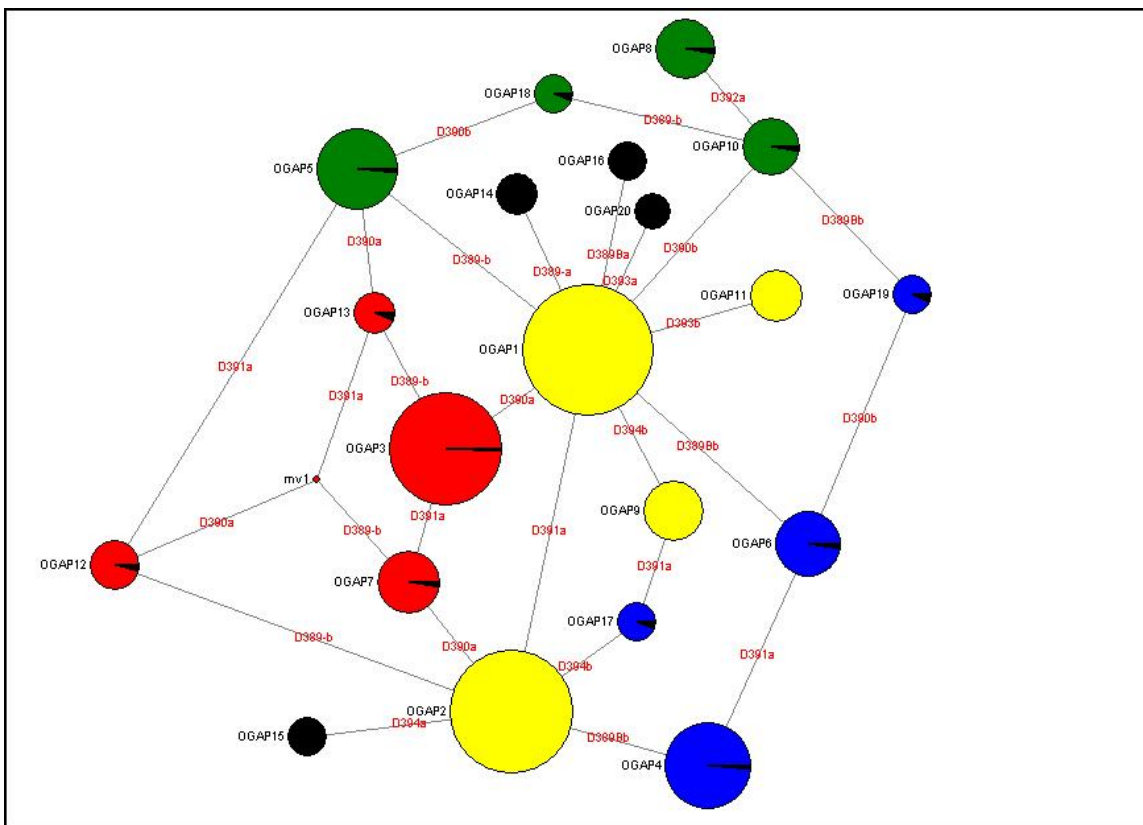 OGAP8
OGAP18
D392a
D389-b
D390b
OGAP10
OGAP16
OGAP5
OGAP14
OGAP20
D389Bb
D390a
D389-b
D389Ba
D390b
D389-a
D393a
OGAP11
OGAP19
OGAP13
D393b
OGAP1
D391a
D389-b
D391a
D390a
D390b
D394b
D389Bb
OGAP3
mv1
OGAP9
D391a
D390a
D389-b
D391a
OGAP6
OGAP12
D391a
OGAP7
OGAP17
D389-b
D390a
D391a
D394b
OGAP2
D394a
OGAP15
D389Bb
OGAP4